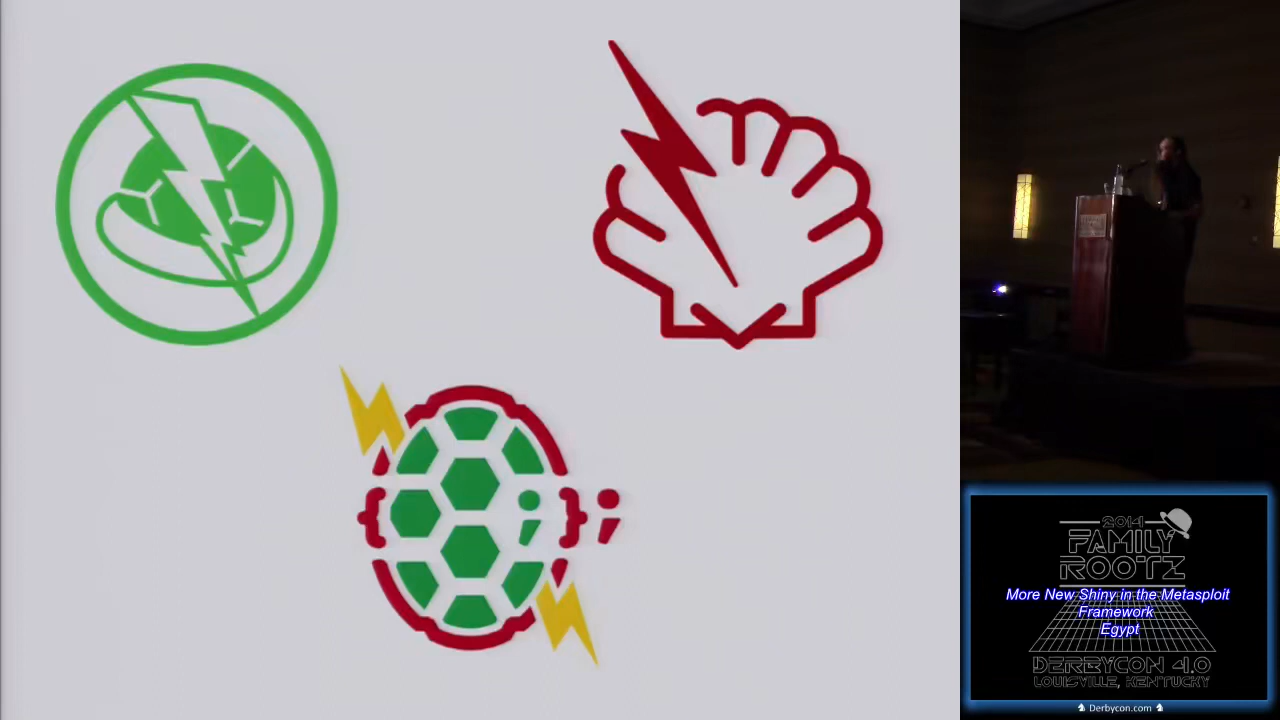 };
;
2014
FAMILY
ROOTZ
More New Shiny in the Metasploit
Framework
Egypt
DERBYCON 4.0
LOUISVILLE, KENTUCKY
Derbycon.com